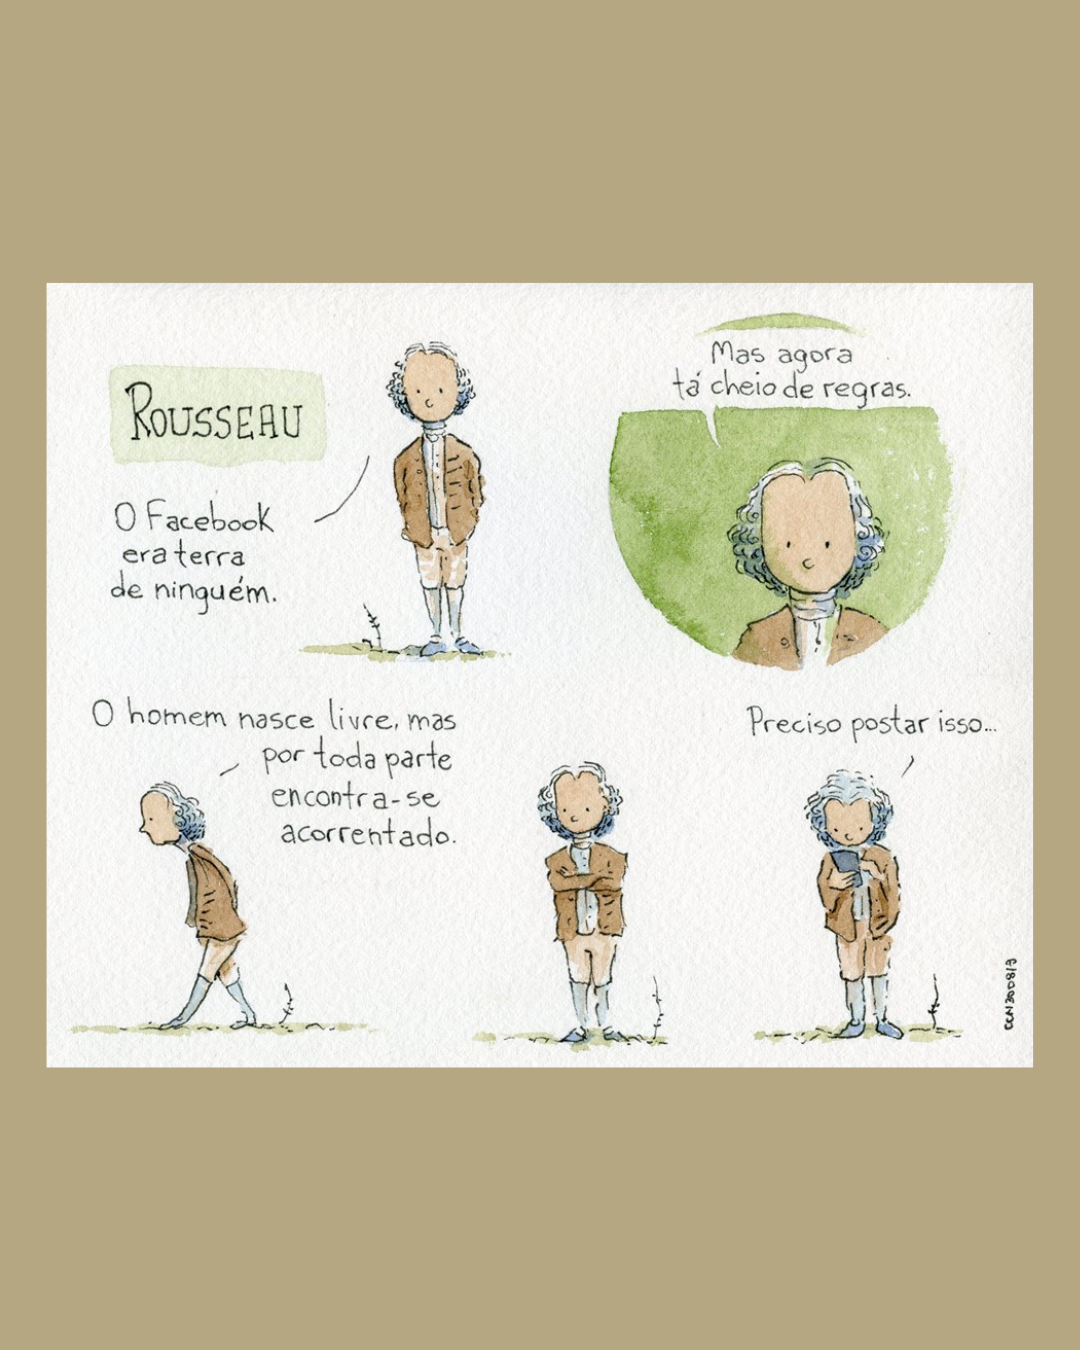 ROUSSEAU
O Facebook
era terra
de ninguém.
Mas agora
tá cheio de regras.
O homem nasce livre, mas
por toda parte
encontra-se
acorrentado.
Preciso postar isso...